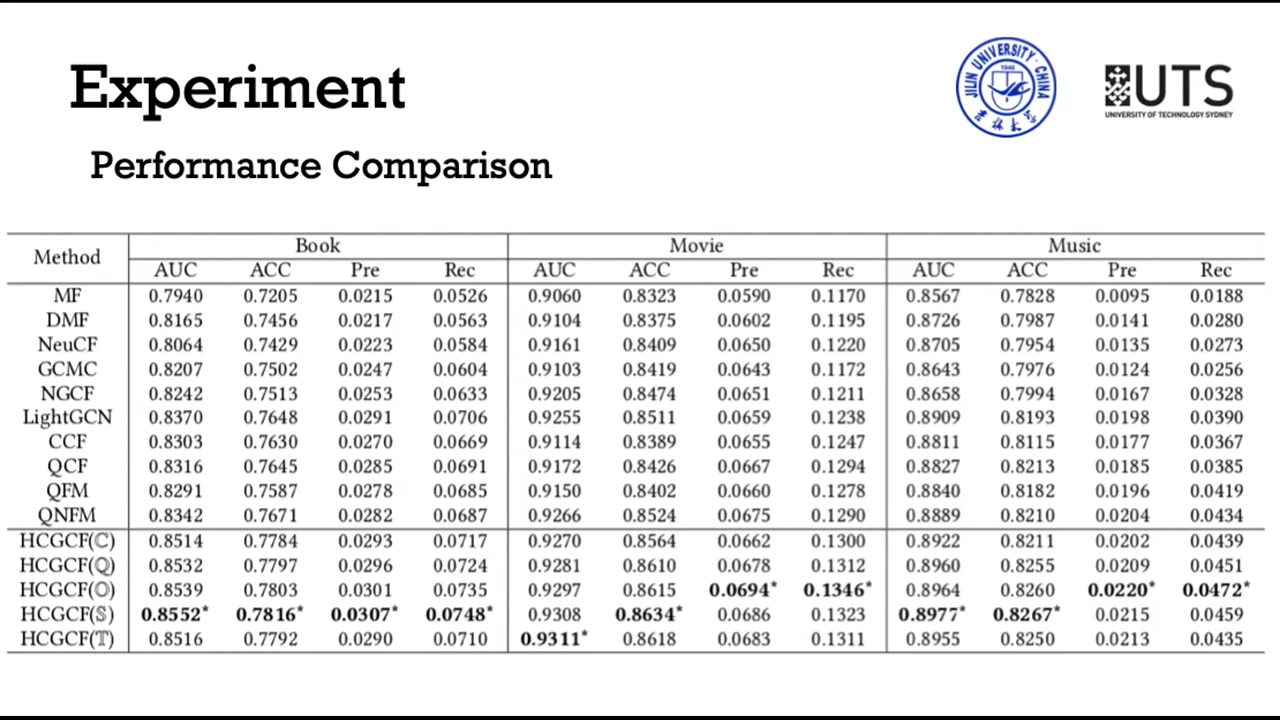 Experiment
JILIN UNIVERSITY · CHINA
1946
吉林大学
UTS
UNIVERSITY OF TECHNOLOGY SYDNEY
Performance Comparison
Method Book Movie Music
AUC ACC Pre Rec AUC ACC Pre Rec AUC ACC Pre Rec
MF 0.7940 0.7205 0.0215 0.0526 0.9060 0.8323 0.0590 0.1170 0.8567 0.7828 0.0095 0.0188
DMF 0.8165 0.7456 0.0217 0.0563 0.9104 0.8375 0.0602 0.1195 0.8726 0.7987 0.0141 0.0280
NeuCF 0.8064 0.7429 0.0223 0.0584 0.9161 0.8409 0.0650 0.1220 0.8705 0.7954 0.0135 0.0273
GCMC 0.8207 0.7502 0.0247 0.0604 0.9103 0.8419 0.0643 0.1172 0.8643 0.7976 0.0124 0.0256
NGCF 0.8242 0.7513 0.0253 0.0633 0.9205 0.8474 0.0651 0.1211 0.8658 0.7994 0.0167 0.0328
LightGCN 0.8370 0.7648 0.0291 0.0706 0.9255 0.8511 0.0659 0.1238 0.8909 0.8193 0.0198 0.0390
CCF 0.8303 0.7630 0.0270 0.0669 0.9114 0.8389 0.0655 0.1247 0.8811 0.8115 0.0177 0.0367
QCF 0.8316 0.7645 0.0285 0.0691 0.9172 0.8426 0.0667 0.1294 0.8827 0.8213 0.0185 0.0385
QFM 0.8291 0.7587 0.0278 0.0685 0.9150 0.8402 0.0660 0.1278 0.8840 0.8182 0.0196 0.0419
QNFM 0.8342 0.7671 0.0282 0.0687 0.9266 0.8524 0.0675 0.1290 0.8889 0.8210 0.0204 0.0434
HCGCF(ℂ) 0.8514 0.7784 0.0293 0.0717 0.9270 0.8564 0.0662 0.1300 0.8922 0.8211 0.0202 0.0439
HCGCF(ℚ) 0.8532 0.7797 0.0296 0.0724 0.9281 0.8610 0.0678 0.1312 0.8960 0.8255 0.0209 0.0451
HCGCF(𝕆) 0.8539 0.7803 0.0301 0.0735 0.9297 0.8615 0.0694* 0.1346* 0.8964 0.8260 0.0220* 0.0472*
HCGCF(𝕊) 0.8552* 0.7816* 0.0307* 0.0748* 0.9308 0.8634* 0.0686 0.1323 0.8977* 0.8267* 0.0215 0.0459
HCGCF(𝕋) 0.8516 0.7792 0.0290 0.0710 0.9311* 0.8618 0.0683 0.1311 0.8955 0.8250 0.0213 0.0435